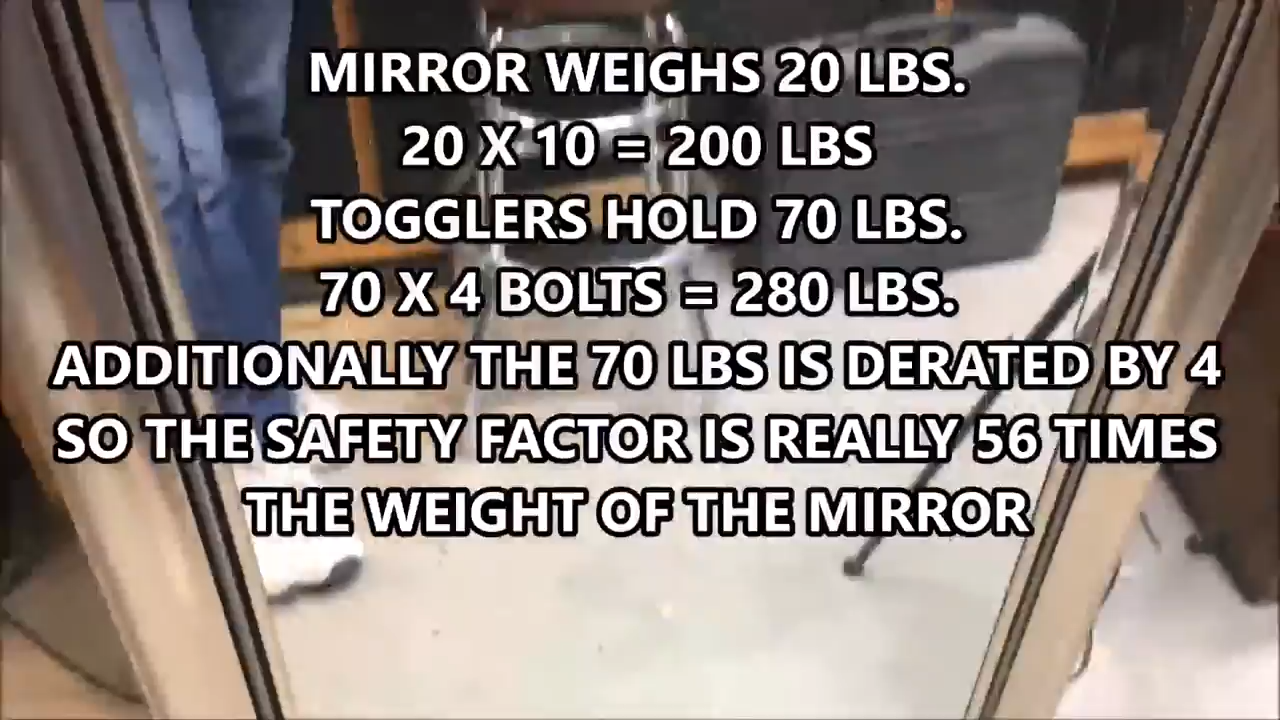 MIRROR WEIGHS 20 LBS.
20 X 10 = 200 LBS
TOGGLERS HOLD 70 LBS.
70 X 4 BOLTS = 280 LBS.
ADDITIONALLY THE 70 LBS IS DERATED BY 4
SO THE SAFETY FACTOR IS REALLY 56 TIMES
THE WEIGHT OF THE MIRROR